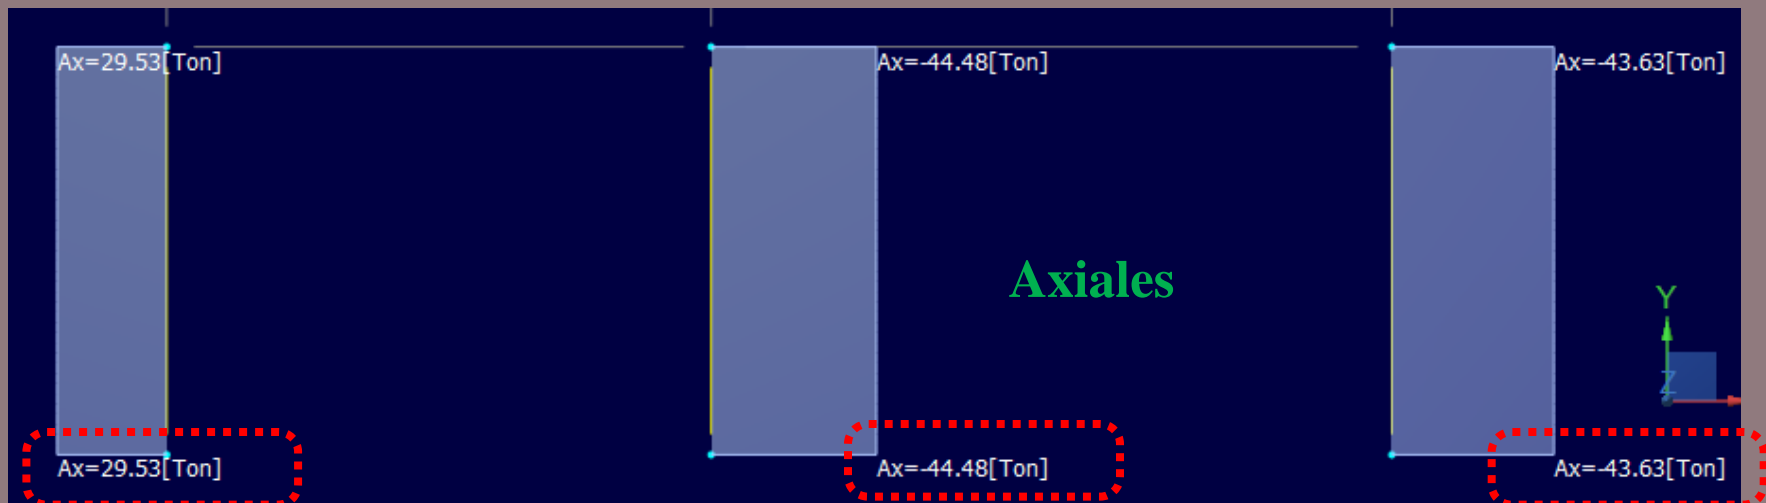 Ax=29.53[Ton]
Ax=-44.48[Ton]
Ax=-43.63[Ton]
Axiales
Y
Z
Ax=29.53[Ton]
Ax=-44.48[Ton]
Ax=-43.63[Ton]